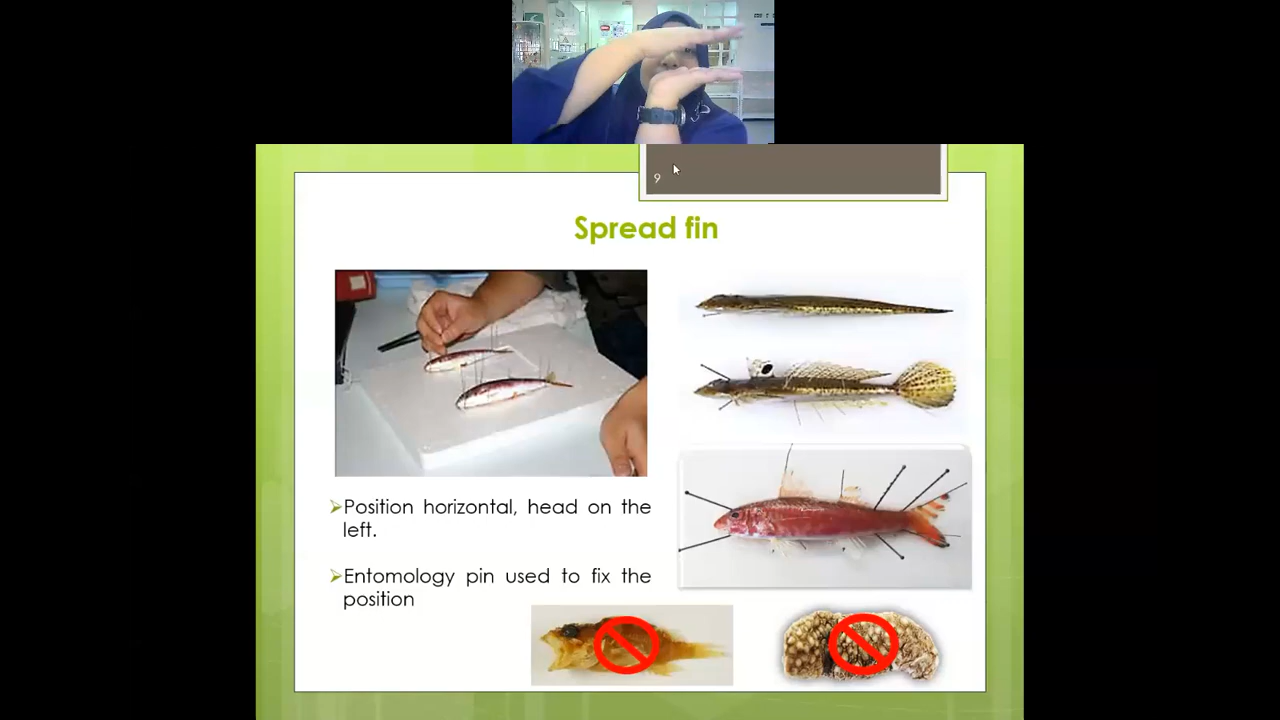 9
Spread fin
➢Position horizontal, head on the
left.
➢Entomology pin used to fix the
position